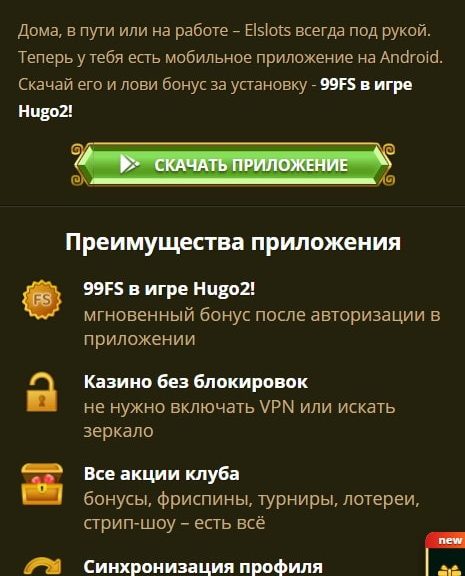 Дома, в пути или на работе – Elslots всегда под рукой.
Теперь у тебя есть мобильное приложение на Android.
Скачай его и лови бонус за установку - 99FS в игре
Hugo2!
СКАЧАТЬ ПРИЛОЖЕНИЕ
Преимущества приложения
FS
99FS в игре Hugo2!
мгновенный бонус после авторизации в
приложении
Казино без блокировок
не нужно включать VPN или искать
зеркало
Все акции клуба
бонусы, фриспины, турниры, лотереи,
стрип-шоу – есть всё
new
Синхронизация профиля